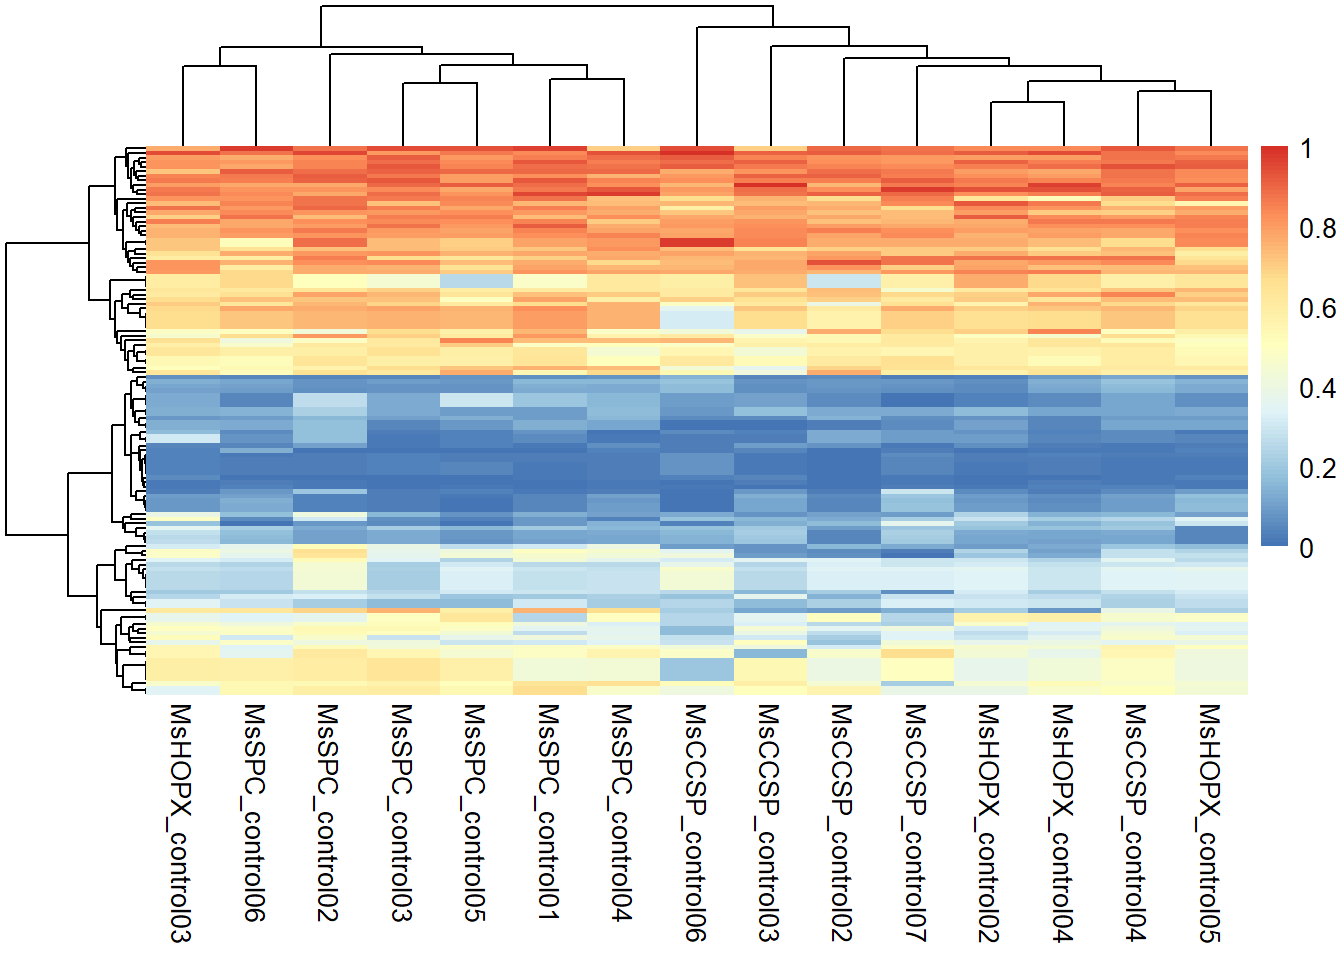 1
0.8
0.6
0.4
0.2
0
MsHOPX_control03
MsSPC_control06
MsSPC_control02
MsSPC_control03
MsSPC_control05
MsSPC_control01
MsSPC_control04
MsCCSP_control06
MsCCSP_control03
MsCCSP_control02
MsCCSP_control07
MsHOPX_control02
MsHOPX_control04
MsCCSP_control04
MsHOPX_control05